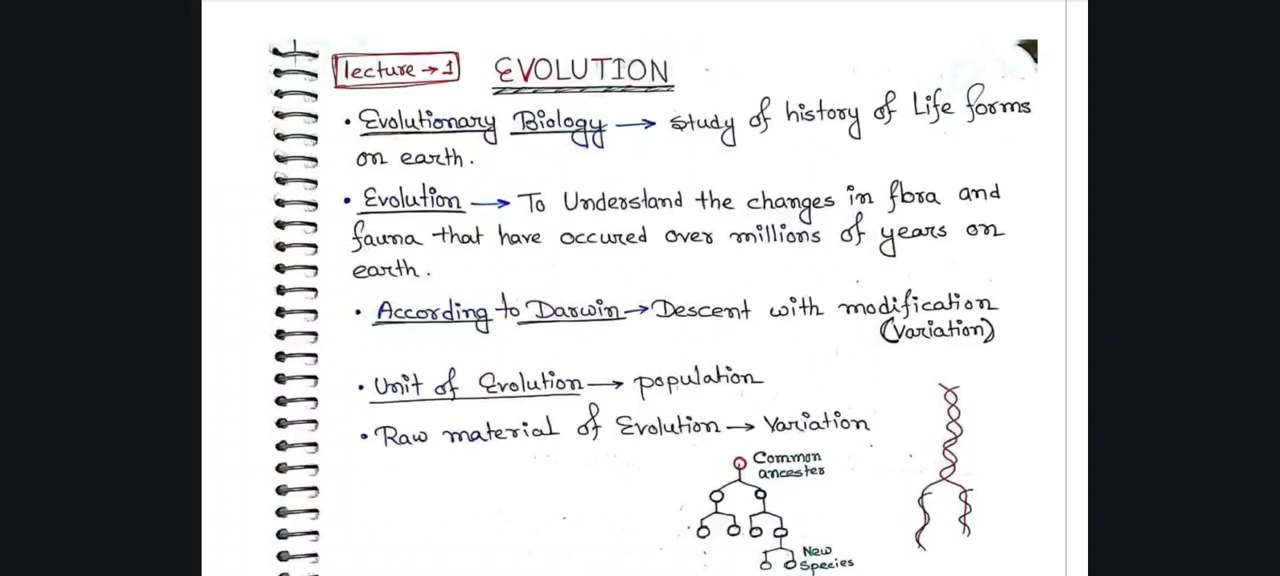 lecture → 1 EVOLUTION
• Evolutionary Biology → study of history of Life forms
on earth.
• Evolution → To Understand the changes in flora and
fauna that have occured over millions of years on
earth.
• According to Darwin → Descent with modification
(Variation)
• Unit of Evolution → population
• Raw material of Evolution → Variation
Common
ancester
New
Species